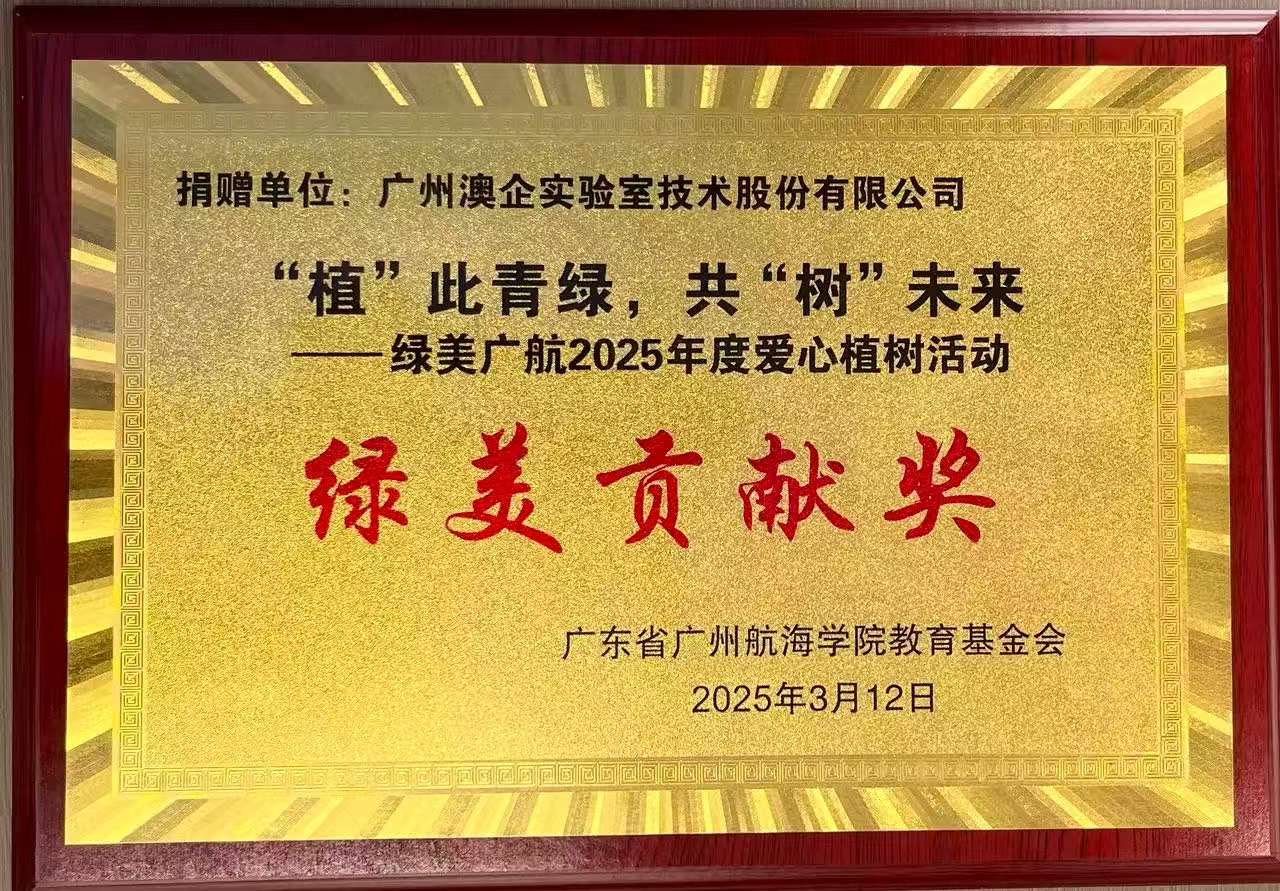 捐赠单位：广州澳企实验室技术股份有限公司
“植”此青绿，共“树”未来
——绿美广航2025年度爱心植树活动
绿美贡献奖
广东省广州航海学院教育基金会
2025年3月12日